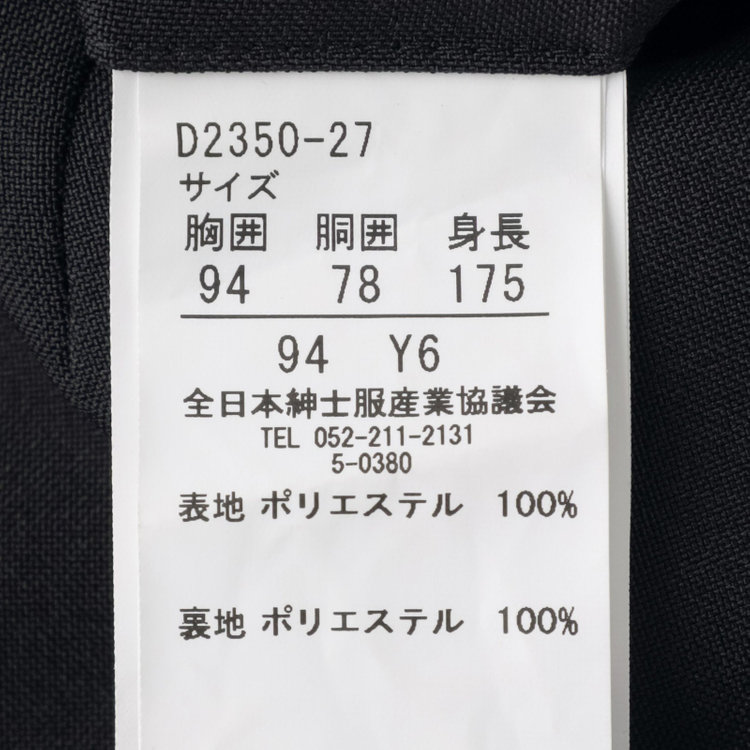 D2350-27
サイズ
胸囲 胴囲 身長
94 78 175
94 Y6
全日本紳士服産業協議会
TEL 052-211-2131
5-0380
表地 ポリエステル 100%
裏地 ポリエステル 100%